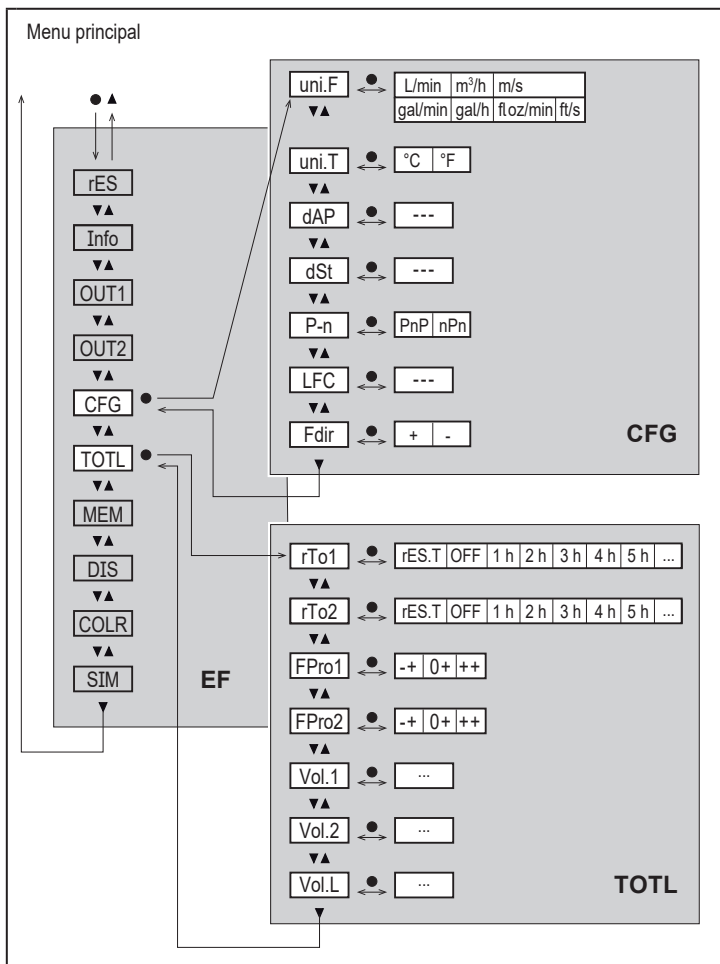 Menu principal
rES
Info
OUT1
OUT2
CFG
TOTL
MEM
DIS
COLR
SIM
EF
uni.F L/min m³/h m/s
gal/min gal/h fl oz/min ft/s
uni.T °C °F
dAP ---
dSt ---
P-n PnP nPn
LFC ---
Fdir + -
CFG
rTo1 rES.T OFF 1 h 2 h 3 h 4 h 5 h ...
rTo2 rES.T OFF 1 h 2 h 3 h 4 h 5 h ...
FPro1 -+ 0+ ++
FPro2 -+ 0+ ++
Vol.1 ...
Vol.2 ...
Vol.L ...
TOTL